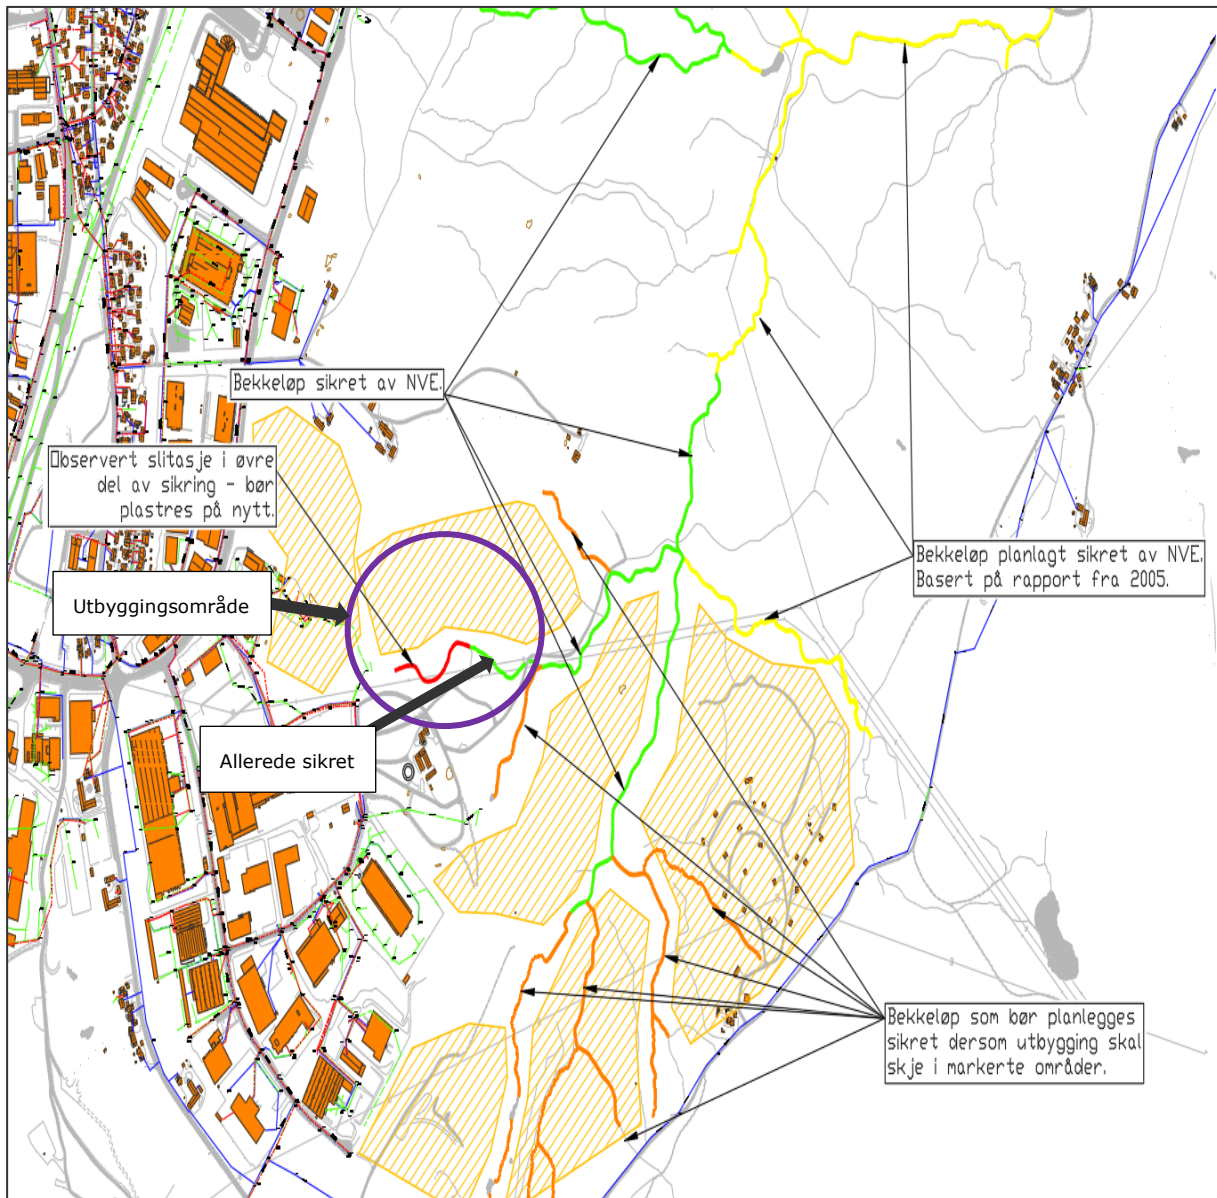 Bekkeløp sikret av NVE.
Observert slitasje i øvre
del av sikring - bør
plastres på nytt.
Bekkeløp planlagt sikret av NVE.
Basert på rapport fra 2005.
Utbyggingsområde
Allerede sikret
Bekkeløp som bør planlegges
sikret dersom utbygging skal
skje i markerte områder.